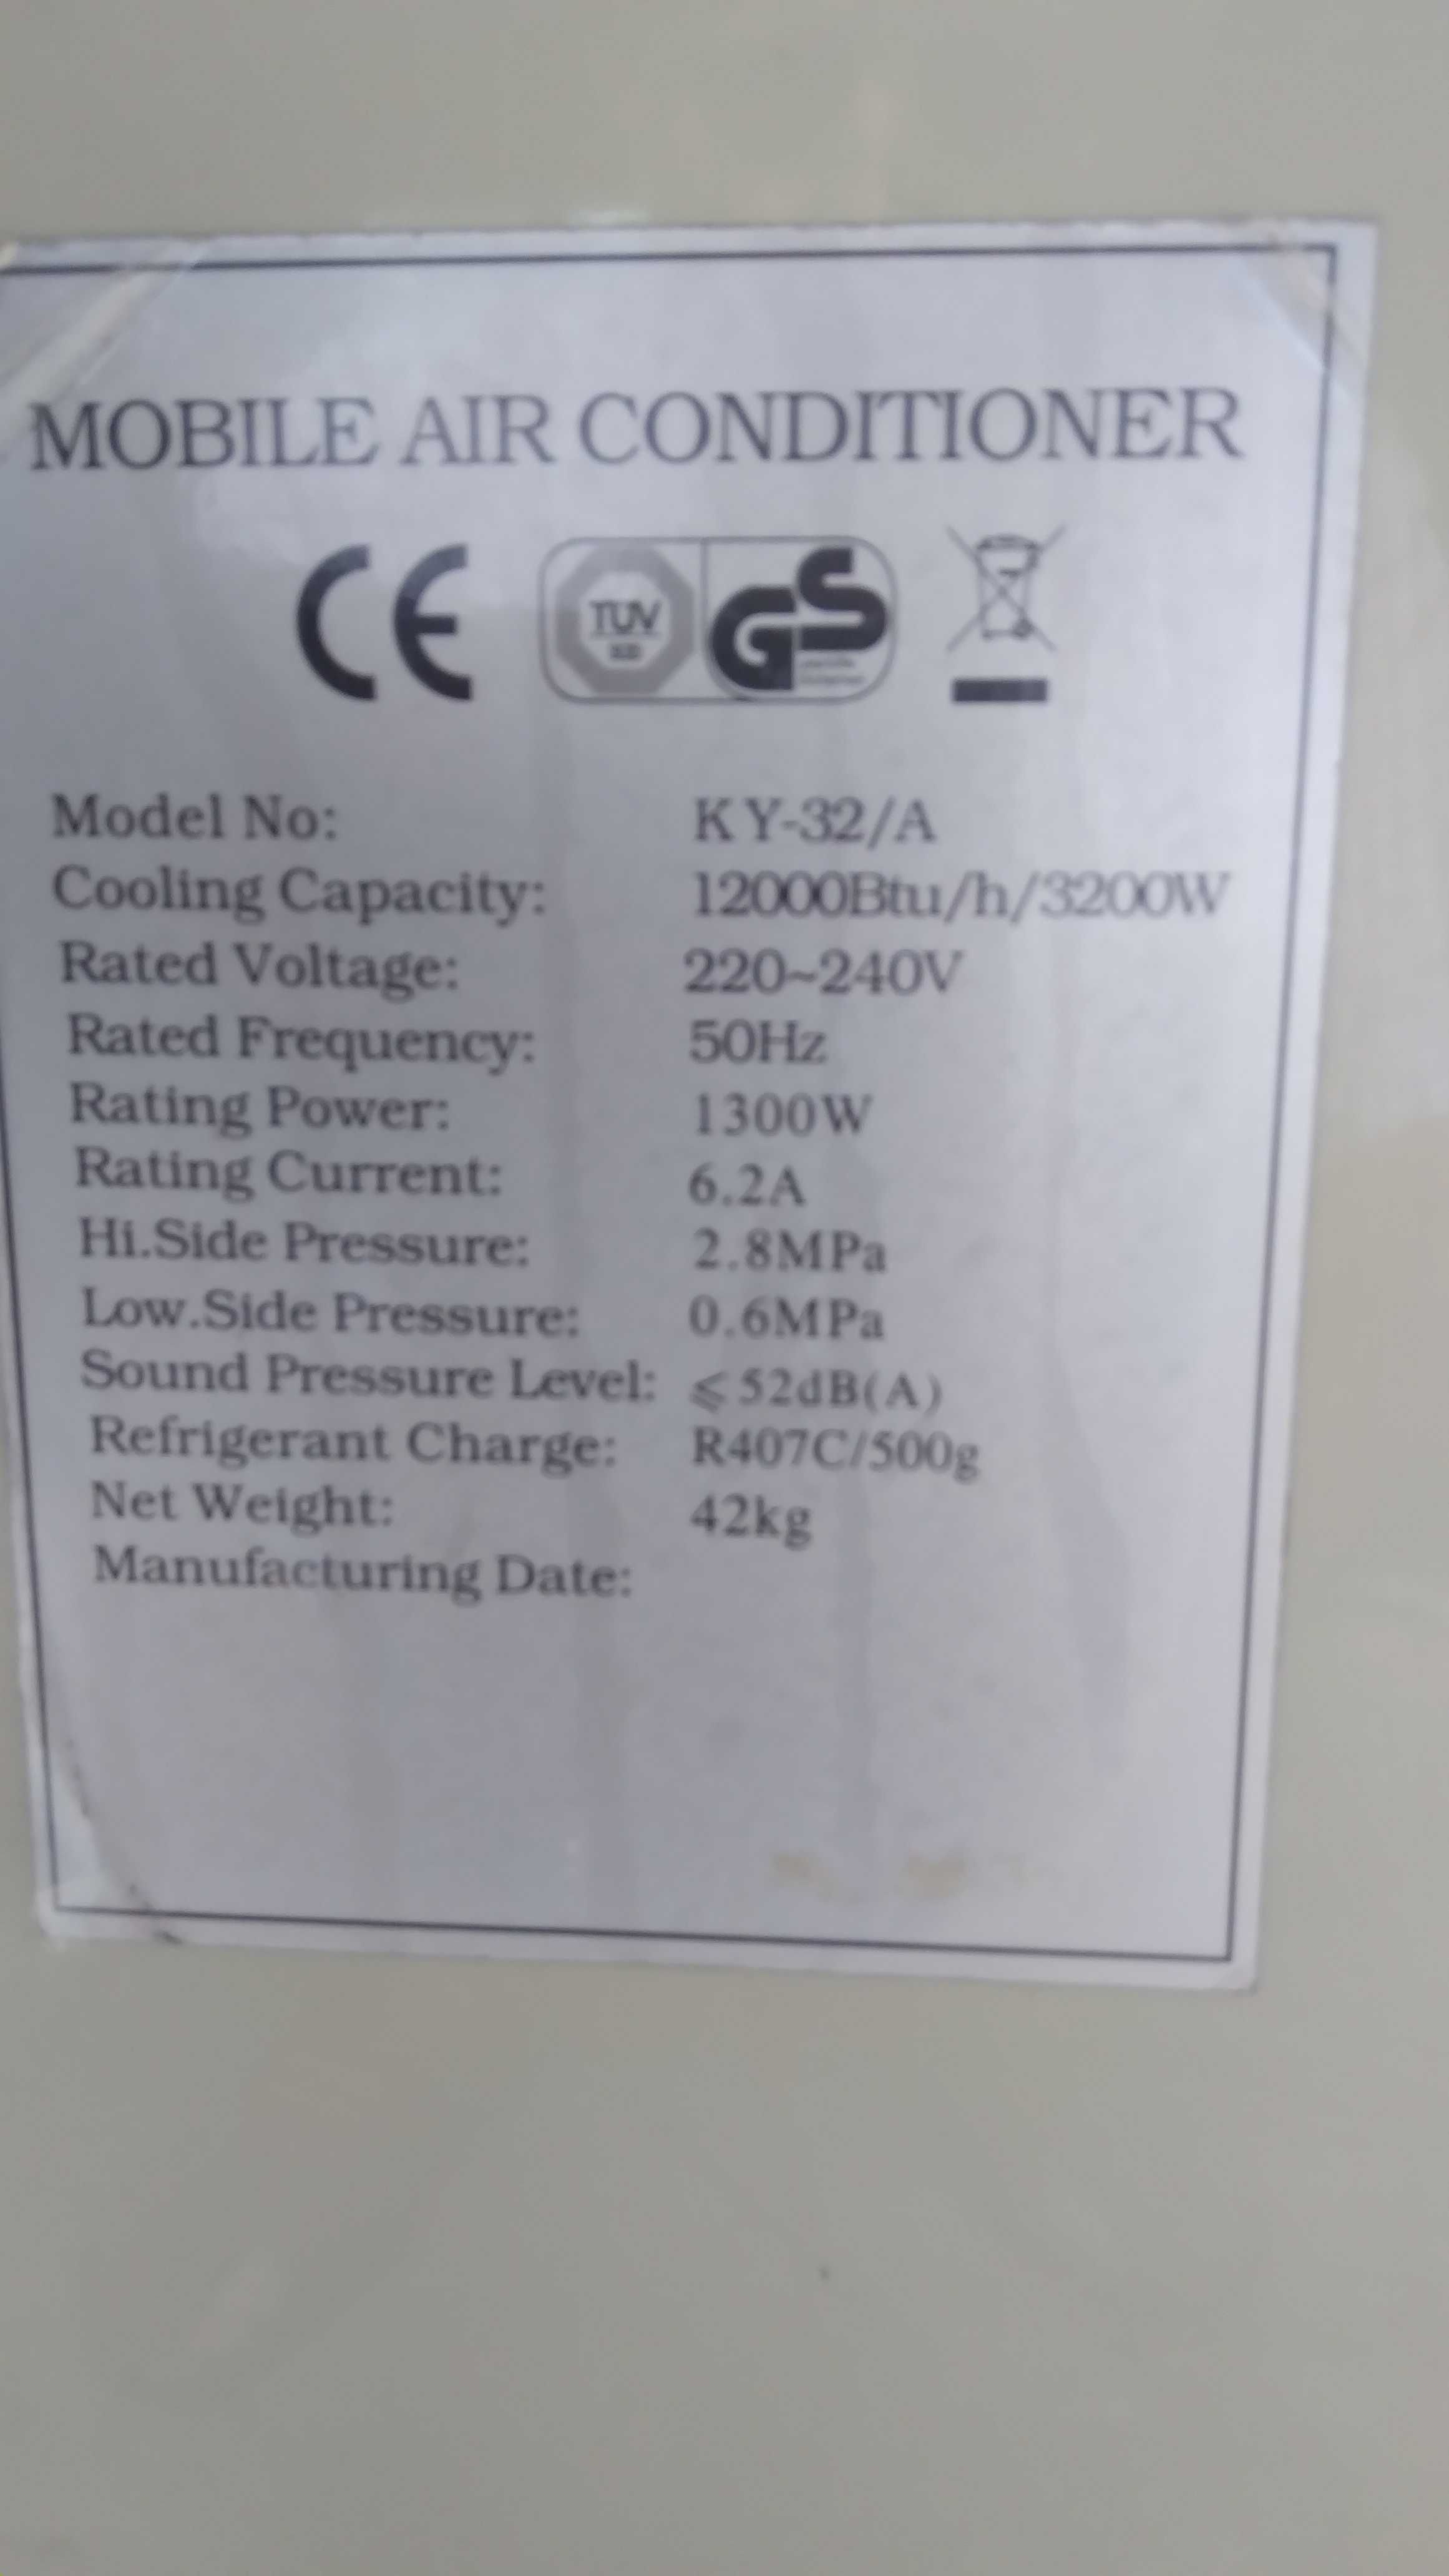 MOBILE AIR CONDITIONER
CE TUV GS
Model No: KY-32/A
Cooling Capacity: 12000Btu/h/3200W
Rated Voltage: 220~240V
Rated Frequency: 50Hz
Rating Power: 1300W
Rating Current: 6.2A
Hi.Side Pressure: 2.8MPa
Low.Side Pressure: 0.6MPa
Sound Pressure Level: ⩽52dB(A)
Refrigerant Charge: R407C/500g
Net Weight: 42kg
Manufacturing Date: